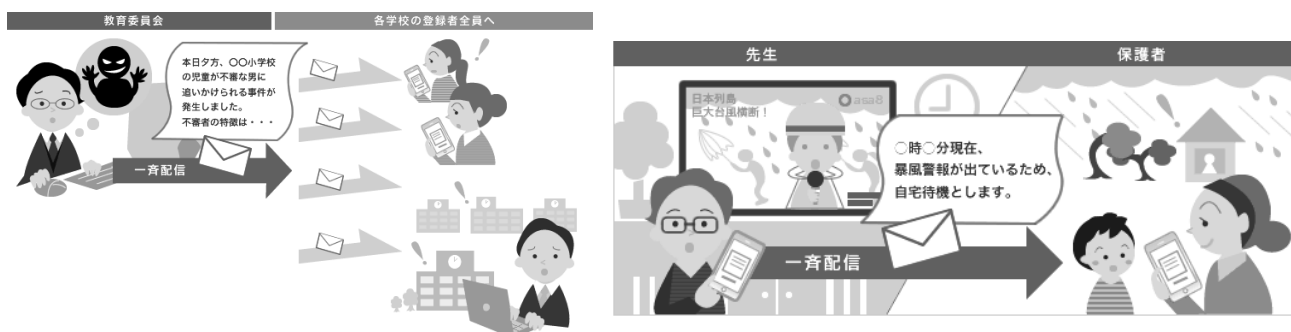 教育委員会
各学校の登録者全員へ
本日夕方、〇〇小学校
の児童が不審な男に
追いかけられる事件が
発生しました。
不審者の特徴は・・・
一斉配信
先生
保護者
日本列島
巨大台風横断！
asa8
〇時〇分現在、
暴風警報が出ているため、
自宅待機とします。
一斉配信